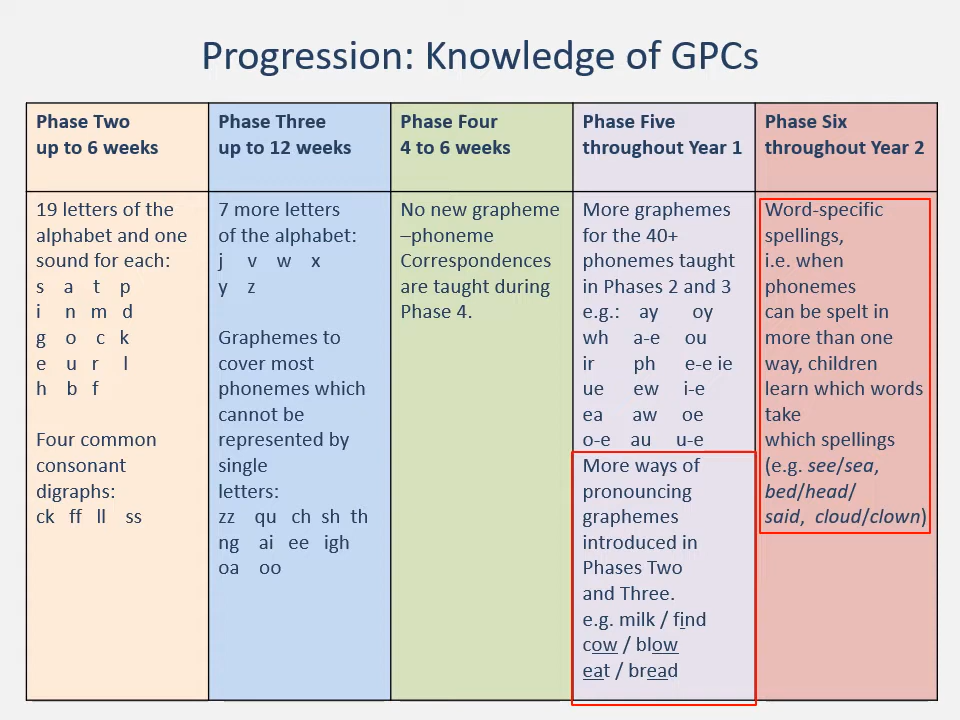 Progression: Knowledge of GPCs
Phase Two
up to 6 weeks
Phase Three
up to 12 weeks
Phase Four
4 to 6 weeks
Phase Five
throughout Year 1
Phase Six
throughout Year 2
19 letters of the
alphabet and one
sound for each:
s a t p
i n m d
g o c k
e u r l
h b f
Four common
consonant
digraphs:
ck ff ll ss
7 more letters
of the alphabet:
j v w x
y z
Graphemes to
cover most
phonemes which
cannot be
represented by
single
letters:
zz qu ch sh th
ng ai ee igh
oa oo
No new grapheme
–phoneme
Correspondences
are taught during
Phase 4.
More graphemes
for the 40+
phonemes taught
in Phases 2 and 3
e.g.: ay oy
wh a-e ou
ir ph e-e ie
ue ew i-e
ea aw oe
o-e au u-e
More ways of
pronouncing
graphemes
introduced in
Phases Two
and Three.
e.g. milk / find
cow / blow
eat / bread
Word-specific
spellings,
i.e. when
phonemes
can be spelt in
more than one
way, children
learn which words
take
which spellings
(e.g. see/sea,
bed/head/
said, cloud/clown)